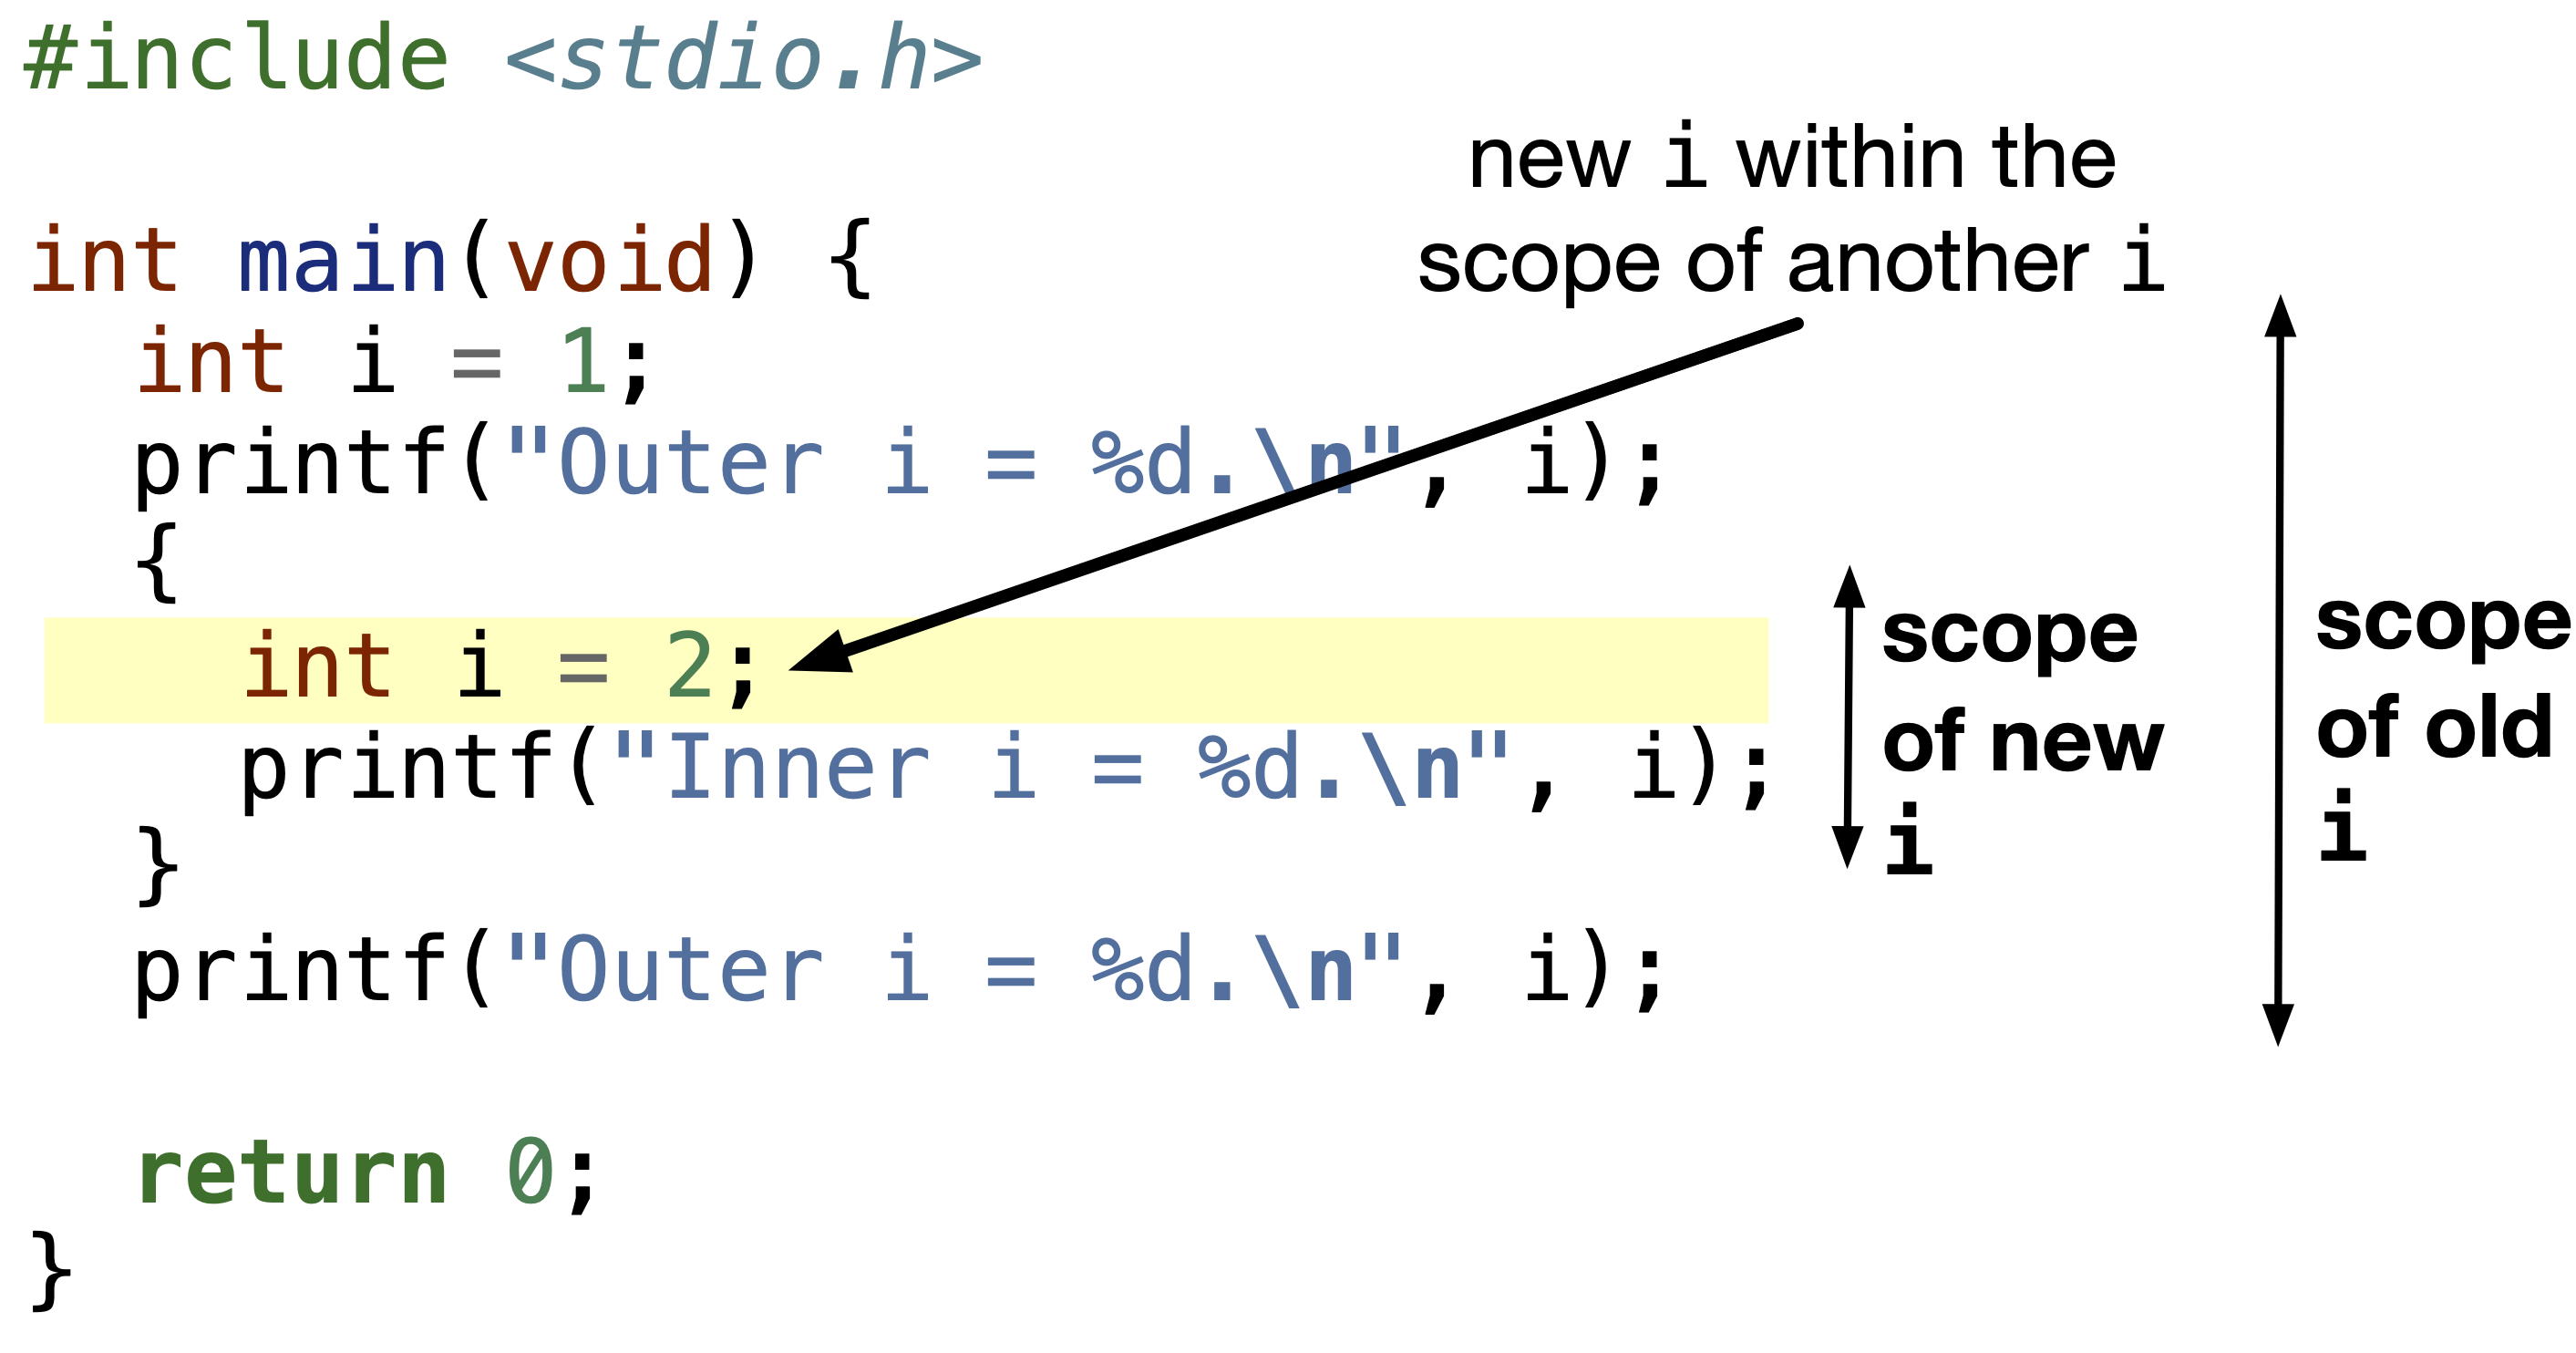 #include <stdio.h>
new i within the
scope of another i
int main(void) {
  int i = 1;
  printf("Outer i = %d.\n", i);
  {
    int i = 2;
    printf("Inner i = %d.\n", i);
  }
  printf("Outer i = %d.\n", i);
  return 0;
}
scope
of new
i
scope
of old
i